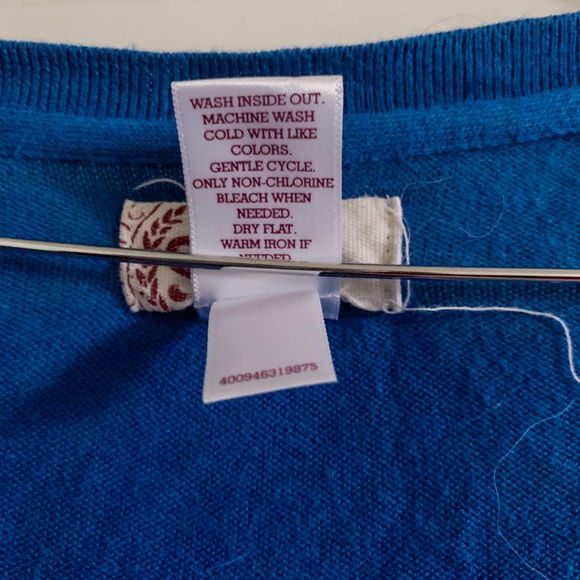 WASH INSIDE OUT.
MACHINE WASH
COLD WITH LIKE
COLORS.
GENTLE CYCLE.
ONLY NON-CHLORINE
BLEACH WHEN
NEEDED.
DRY FLAT.
WARM IRON IF
NEEDED
400946319875